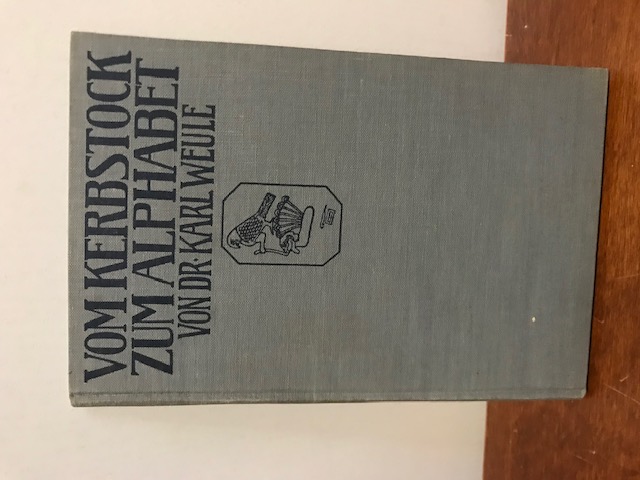 VOM KERBSTOCK
ZUM ALPHABET
VON DR. KARL WEULE